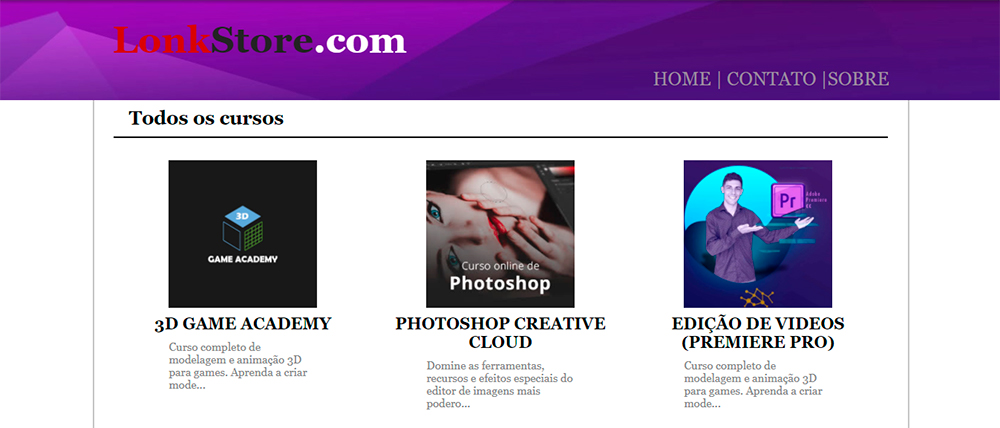 LonkStore.com
HOME | CONTATO |SOBRE
Todos os cursos
3D
GAME ACADEMY
Curso online de
Photoshop
Pr
Adobe
Premiere
CC
3D GAME ACADEMY
Curso completo de
modelagem e animação 3D
para games. Aprenda a criar
mode...
PHOTOSHOP CREATIVE
CLOUD
Domine as ferramentas,
recursos e efeitos especiais do
editor de imagens mais
podero...
EDIÇÃO DE VIDEOS
(PREMIERE PRO)
Curso completo de
modelagem e animação 3D
para games. Aprenda a criar
mode...